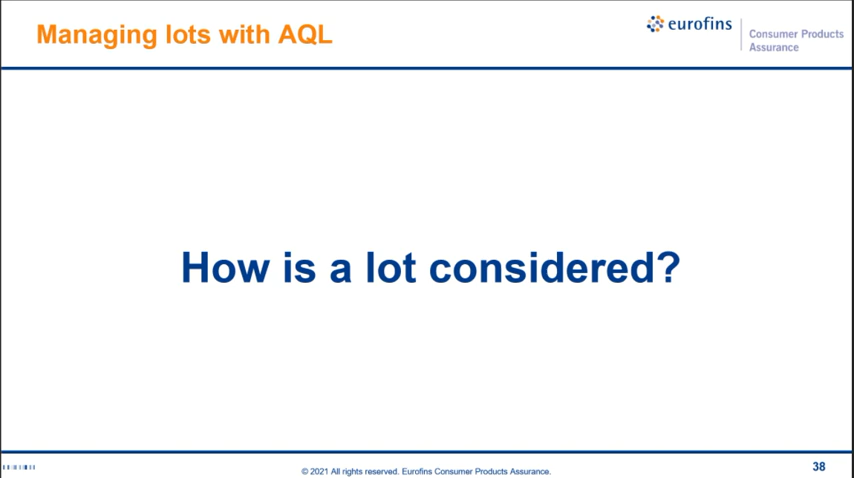 Managing lots with AQL
eurofins
Consumer Products
Assurance
How is a lot considered?
© 2021 All rights reserved. Eurofins Consumer Products Assurance.
38